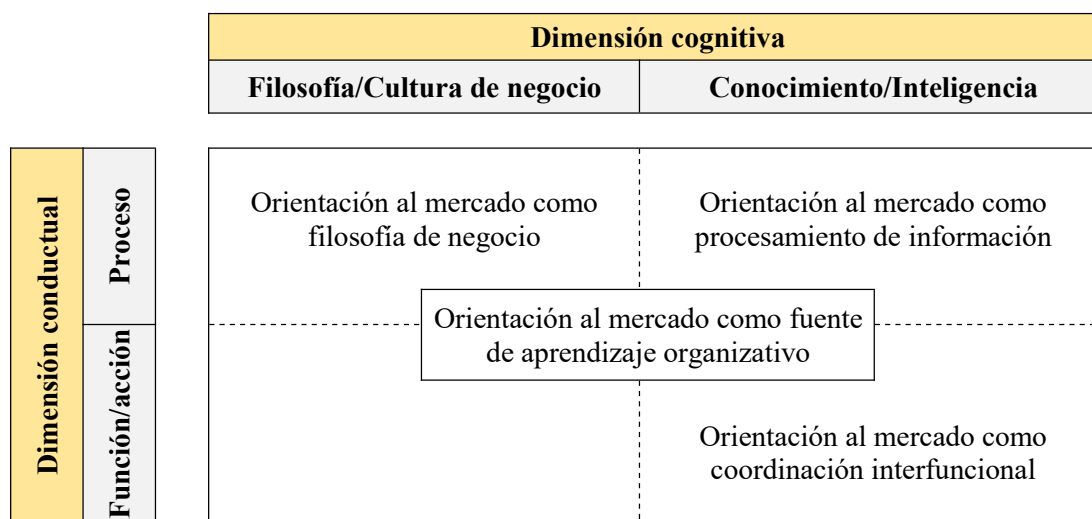 Dimensión cognitiva
Filosofía/Cultura de negocio
Conocimiento/Inteligencia
Dimensión conductual
Proceso
Función/acción
Orientación al mercado como
filosofía de negocio
Orientación al mercado como
procesamiento de información
Orientación al mercado como fuente
de aprendizaje organizativo
Orientación al mercado como
coordinación interfuncional